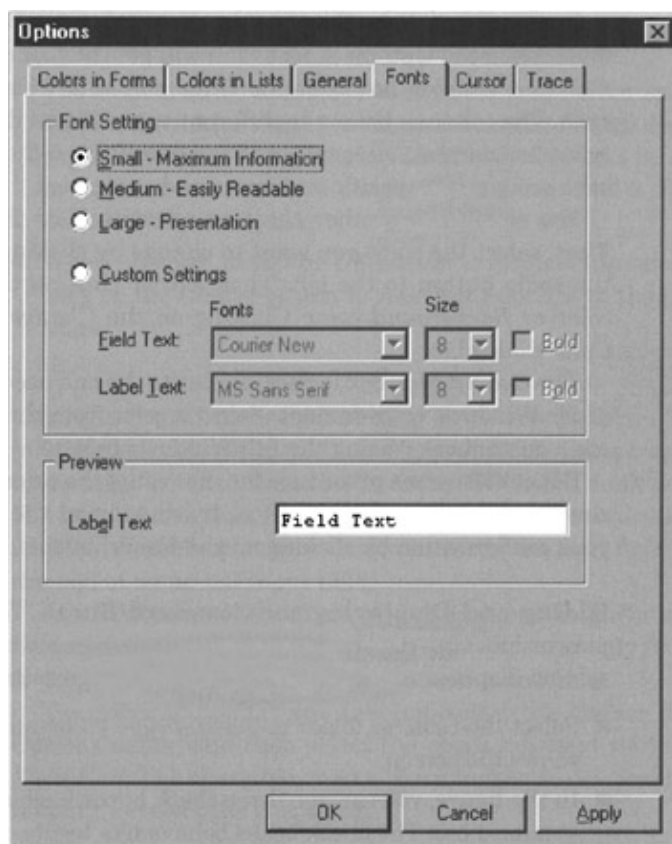 Options
Colors in Forms Colors in Lists General Fonts Cursor Trace
Font Setting
Small - Maximum Information
Medium - Easily Readable
Large - Presentation
Custom Settings
Fonts Size
Field Text: Courier New 8 Bold
Label Text: MS Sans Serif 8 Bold
Preview
Label Text Field Text
OK Cancel Apply